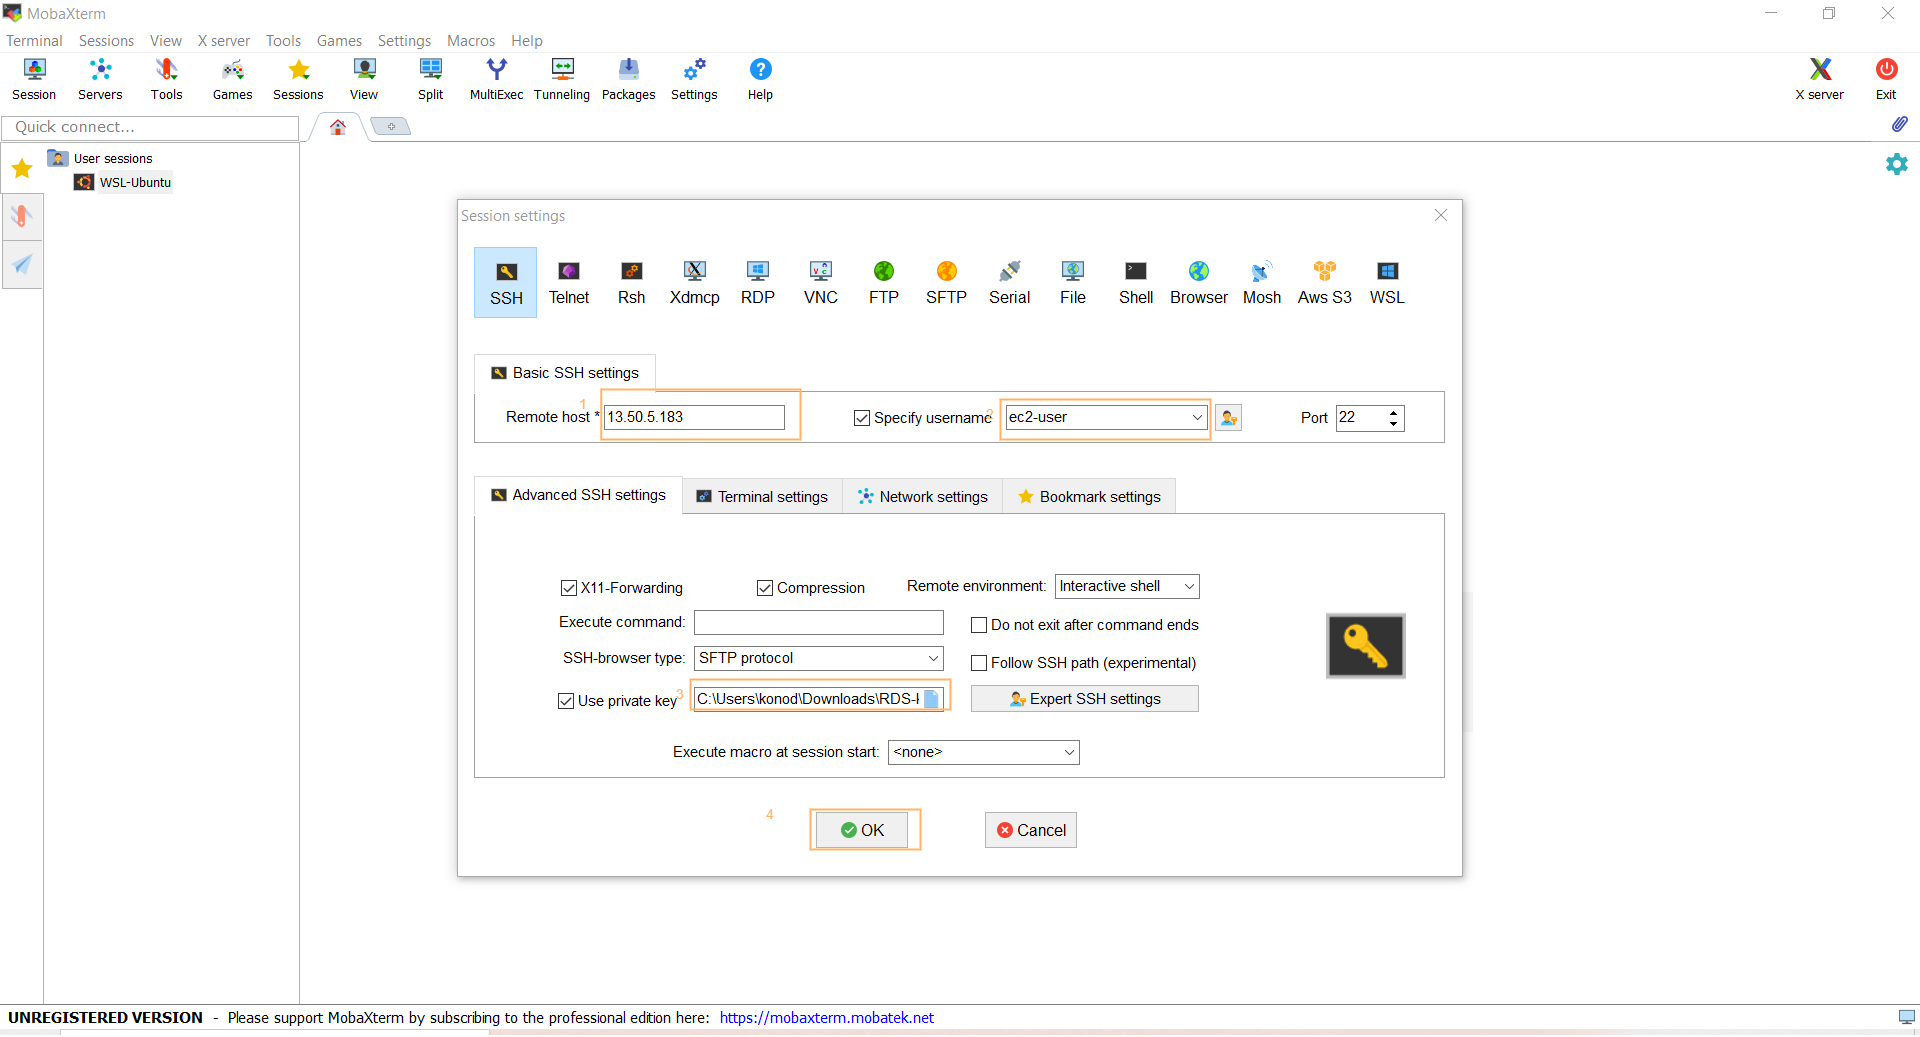 MobaXterm
Terminal Sessions View X server Tools Games Settings Macros Help
Session Servers Tools Games Sessions View Split MultiExec Tunneling Packages Settings Help X server Exit
Quick connect...
User sessions
WSL-Ubuntu
Session settings
SSH Telnet Rsh Xdmcp RDP VNC FTP SFTP Serial File Shell Browser Mosh Aws S3 WSL
Basic SSH settings
1
Remote host * 13.50.5.183 Specify username 2 ec2-user Port 22
Advanced SSH settings Terminal settings Network settings Bookmark settings
X11-Forwarding Compression Remote environment: Interactive shell
Execute command: Do not exit after command ends
SSH-browser type: SFTP protocol Follow SSH path (experimental)
Use private key 3 C:\Users\konod\Downloads\RDS- Expert SSH settings
Execute macro at session start: <none>
4
OK Cancel
UNREGISTERED VERSION - Please support MobaXterm by subscribing to the professional edition here: https://mobaxterm.mobatek.net